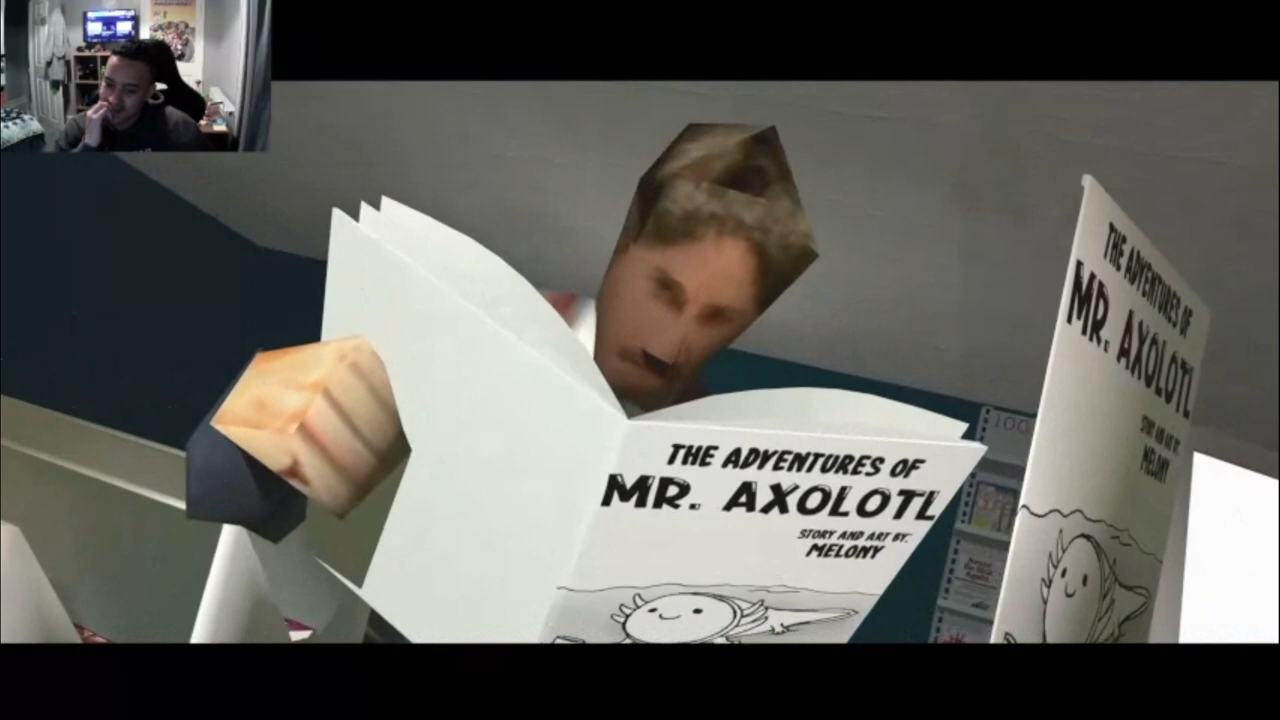 THE ADVENTURES OF
MR. AXOLOTL
STORY AND ART BY:
MELONY
THE ADVENTURES OF
MR. AXOLOTL
STORY AND ART BY:
MELONY
100